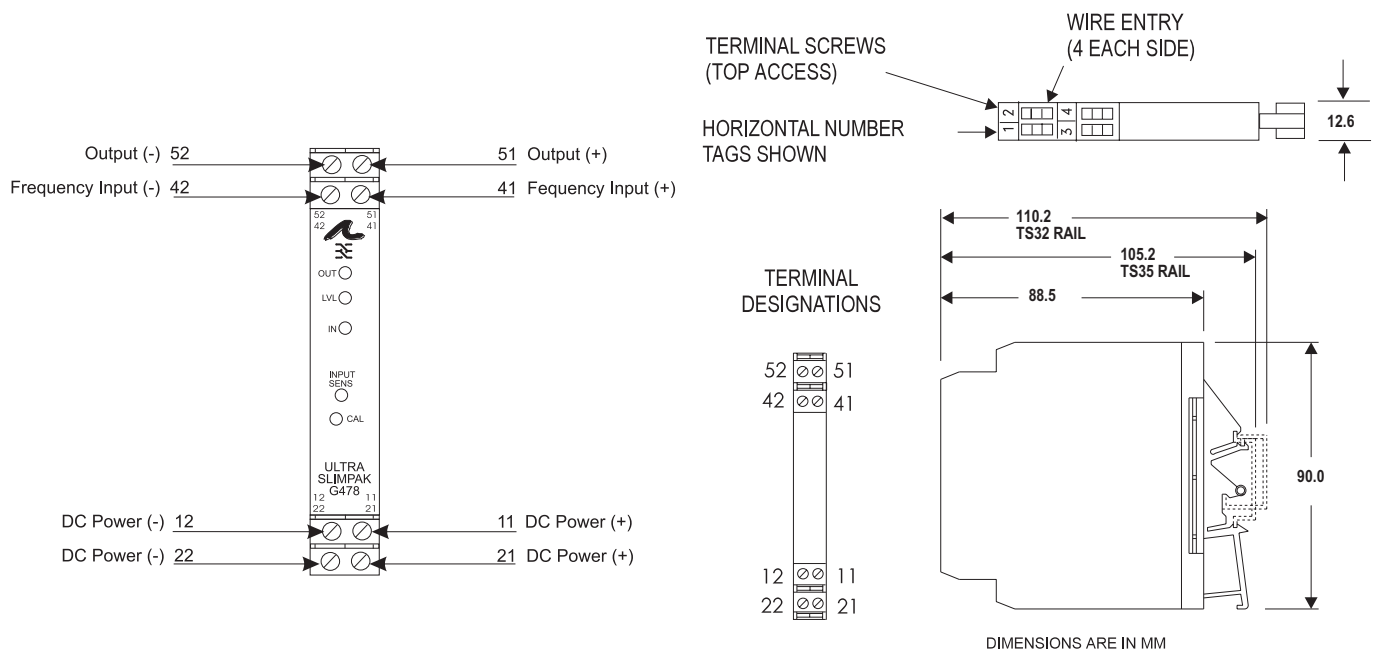 Output (-) 52
51 Output (+)
Frequency Input (-) 42
41 Fequency Input (+)
52 51
42 41
OUT
LVL
IN
INPUT
SENS
CAL
ULTRA
SLIMPAK
G478
12 11
22 21
DC Power (-) 12
11 DC Power (+)
DC Power (-) 22
21 DC Power (+)
TERMINAL SCREWS
(TOP ACCESS)
WIRE ENTRY
(4 EACH SIDE)
HORIZONTAL NUMBER
TAGS SHOWN
2 4
1 3
12.6
TERMINAL
DESIGNATIONS
52 51
42 41
12 11
22 21
110.2
TS32 RAIL
105.2
TS35 RAIL
88.5
90.0
DIMENSIONS ARE IN MM